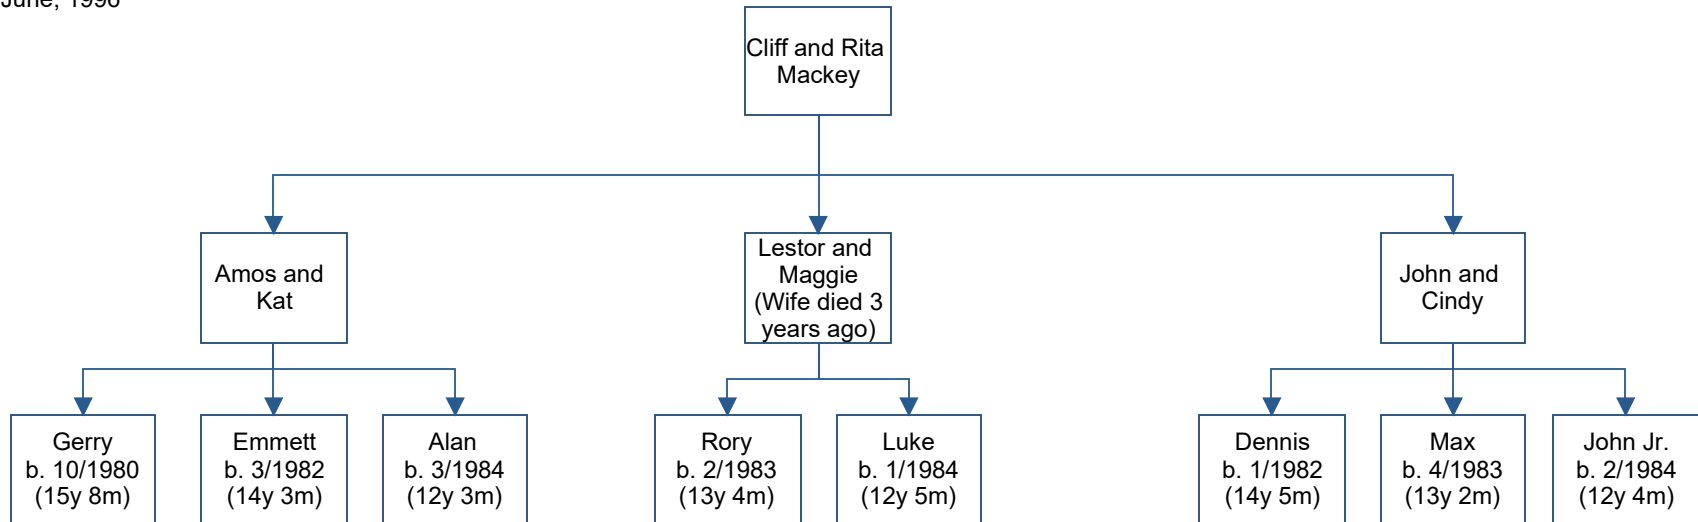 June, 1996
Cliff and Rita
Mackey
Amos and
Kat
Lestor and
Maggie
(Wife died 3
years ago)
John and
Cindy
Gerry
b. 10/1980
(15y 8m)
Emmett
b. 3/1982
(14y 3m)
Alan
b. 3/1984
(12y 3m)
Rory
b. 2/1983
(13y 4m)
Luke
b. 1/1984
(12y 5m)
Dennis
b. 1/1982
(14y 5m)
Max
b. 4/1983
(13y 2m)
John Jr.
b. 2/1984
(12y 4m)